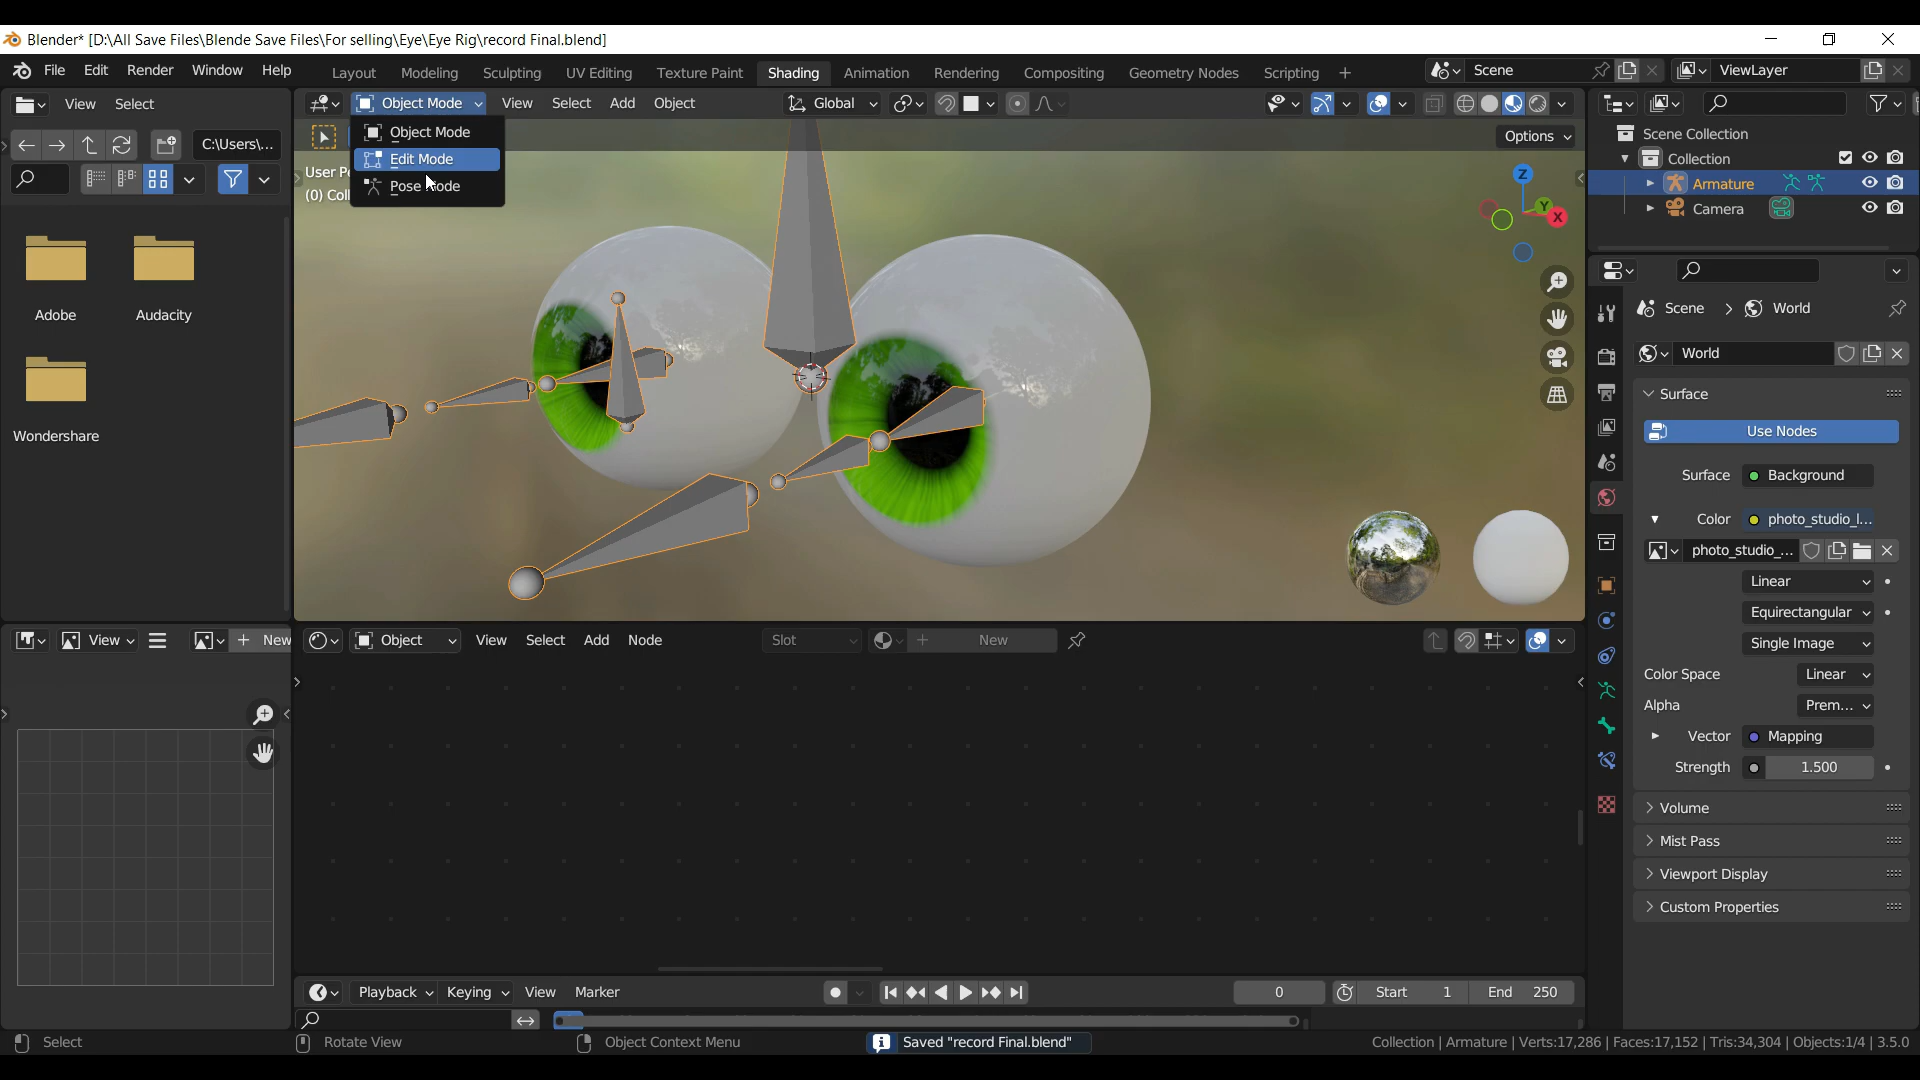 Blender* [D:\All Save Files\Blende Save Files\For selling\Eye\Eye Rig\record Final.blend]
File Edit Render Window Help Layout Modeling Sculpting UV Editing Texture Paint Shading Animation Rendering Compositing Geometry Nodes Scripting + Scene ViewLayer
View Select Object Mode View Select Add Object Global
C:\Users\...
Object Mode
Edit Mode
Pose Mode
Options
User P
(0) Coll
Z
Y
X
Scene Collection
Collection
Armature
Camera
Adobe Audacity
Wondershare
Scene > World
World
Surface
Use Nodes
Surface Background
Color photo_studio_l...
photo_studio_...
Linear
Equirectangular
Single Image
Color Space Linear
Alpha Prem...
Vector Mapping
Strength 1.500
Volume
Mist Pass
Viewport Display
Custom Properties
View + New Object View Select Add Node Slot + New
Playback Keying View Marker 0 Start 1 End 250
Select Rotate View Object Context Menu Saved "record Final.blend" Collection | Armature | Verts:17,286 | Faces:17,152 | Tris:34,304 | Objects:1/4 | 3.5.0